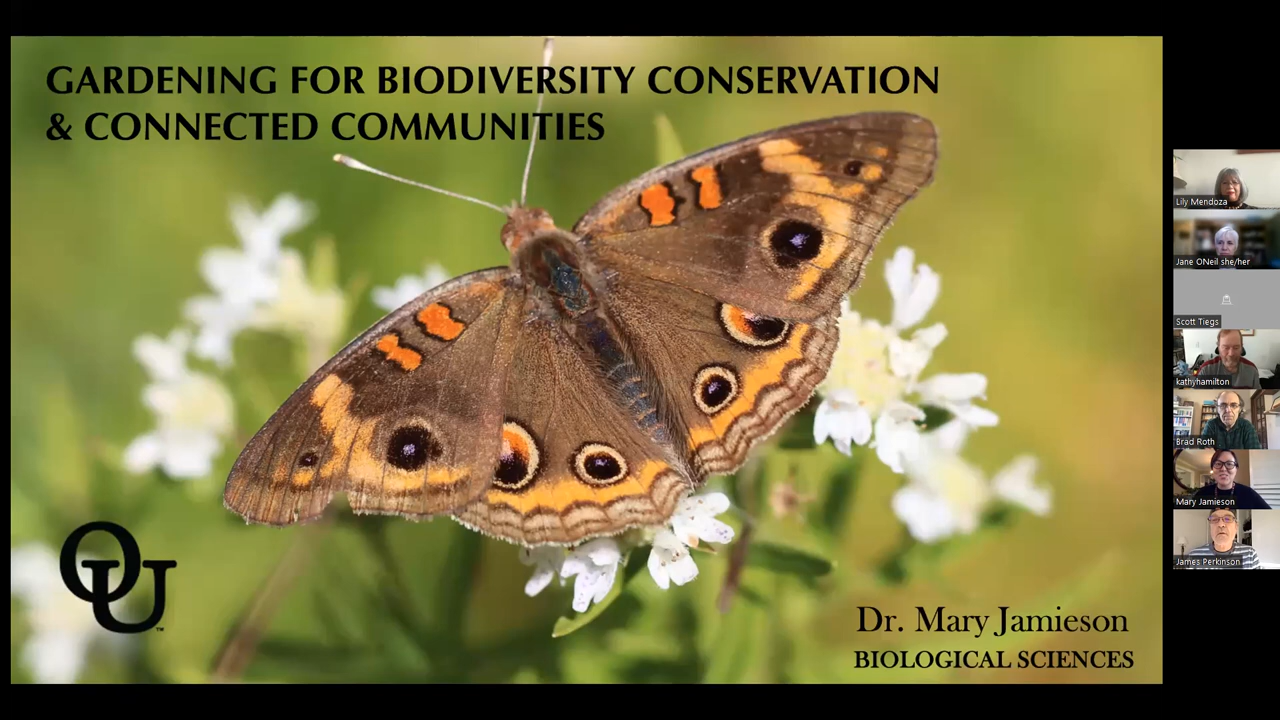 GARDENING FOR BIODIVERSITY CONSERVATION
& CONNECTED COMMUNITIES
OU
™
Dr. Mary Jamieson
BIOLOGICAL SCIENCES
Lily Mendoza
Jane ONeil she/her
Scott Tiegs
kathyhamilton
Brad Roth
Mary Jamieson
James Perkinson